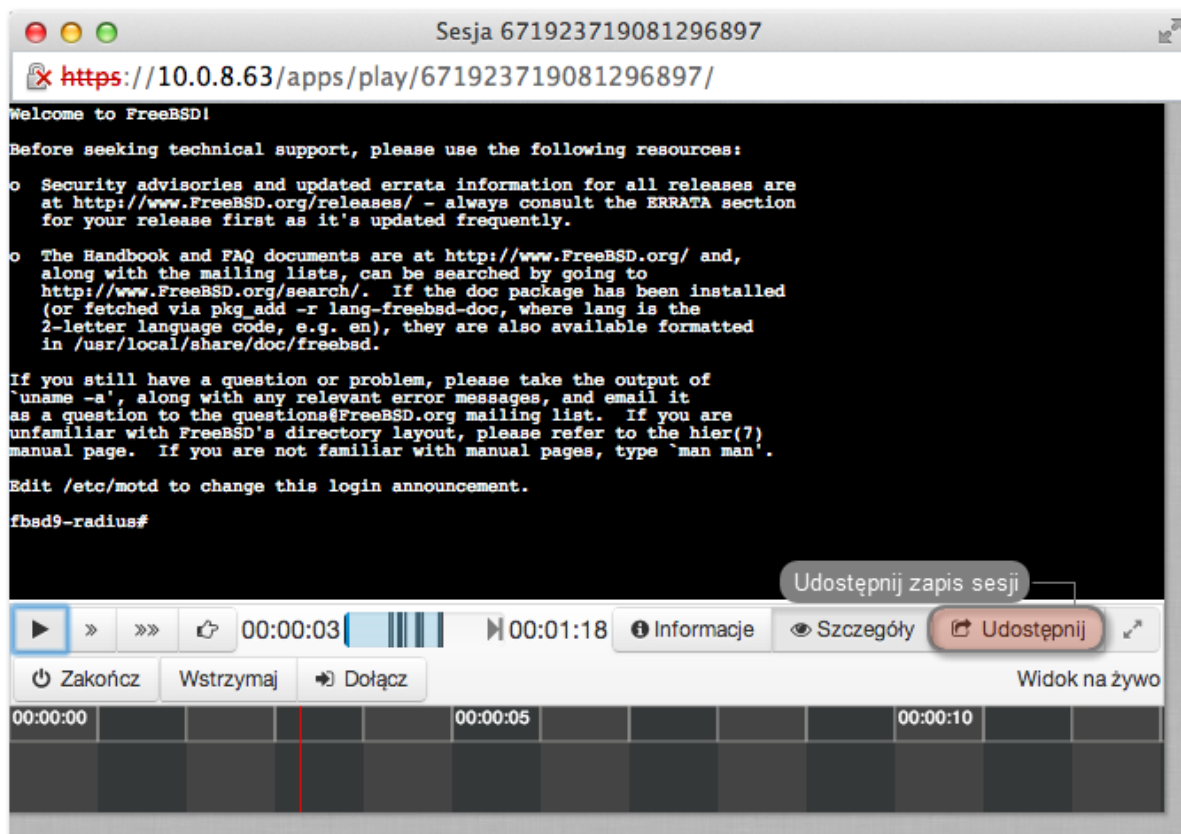 Sesja 671923719081296897
https://10.0.8.63/apps/play/671923719081296897/
Welcome to FreeBSD!
Before seeking technical support, please use the following resources:
o  Security advisories and updated errata information for all releases are
at http://www.FreeBSD.org/releases/ - always consult the ERRATA section
for your release first as it's updated frequently.
o  The Handbook and FAQ documents are at http://www.FreeBSD.org/ and,
along with the mailing lists, can be searched by going to
http://www.FreeBSD.org/search/.  If the doc package has been installed
(or fetched via pkg_add -r lang-freebsd-doc, where lang is the
2-letter language code, e.g. en), they are also available formatted
in /usr/local/share/doc/freebsd.
If you still have a question or problem, please take the output of
`uname -a', along with any relevant error messages, and email it
as a question to the questions@FreeBSD.org mailing list.  If you are
unfamiliar with FreeBSD's directory layout, please refer to the hier(7)
manual page.  If you are not familiar with manual pages, type `man man'.
Edit /etc/motd to change this login announcement.
fbsd9-radius#
Udostępnij zapis sesji
00:00:03 00:01:18 Informacje Szczegóły Udostępnij
Zakończ Wstrzymaj Dołącz Widok na żywo
00:00:00 00:00:05 00:00:10